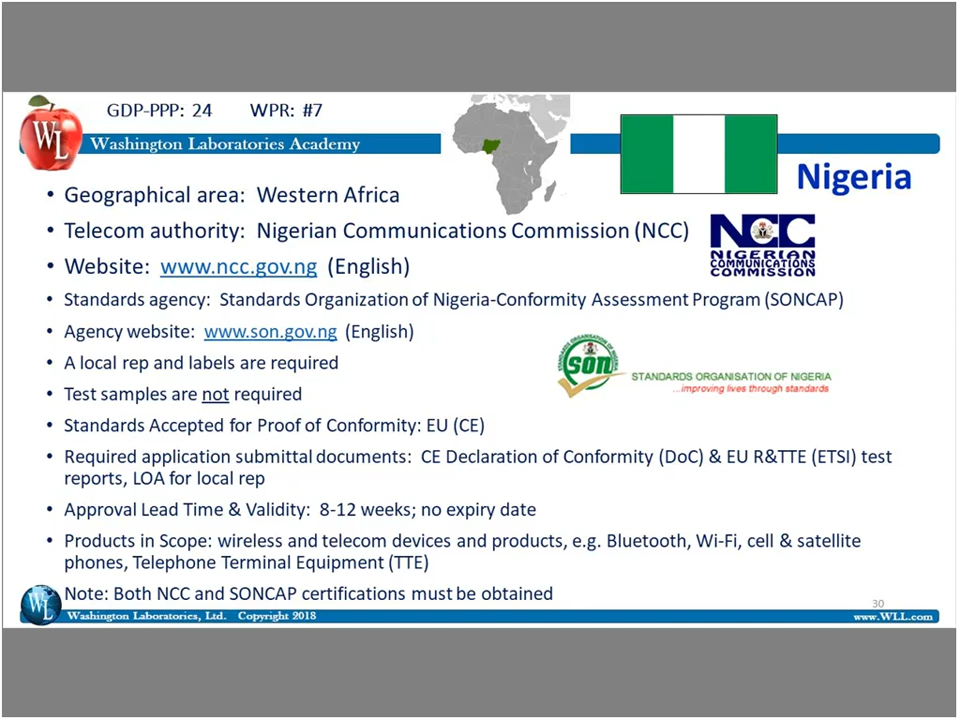 GDP-PPP: 24 WPR: #7
WL
Washington Laboratories Academy
Nigeria
• Geographical area: Western Africa
• Telecom authority: Nigerian Communications Commission (NCC)
NCC
NIGERIAN
COMMUNICATIONS
COMMISSION
• Website: www.ncc.gov.ng (English)
• Standards agency: Standards Organization of Nigeria-Conformity Assessment Program (SONCAP)
• Agency website: www.son.gov.ng (English)
STANDARDS ORGANISATION OF NIGERIA
son
STANDARDS ORGANISATION OF NIGERIA
...improving lives through standards
• A local rep and labels are required
• Test samples are not required
• Standards Accepted for Proof of Conformity: EU (CE)
• Required application submittal documents: CE Declaration of Conformity (DoC) & EU R&TTE (ETSI) test
reports, LOA for local rep
• Approval Lead Time & Validity: 8-12 weeks; no expiry date
• Products in Scope: wireless and telecom devices and products, e.g. Bluetooth, Wi-Fi, cell & satellite
phones, Telephone Terminal Equipment (TTE)
Note: Both NCC and SONCAP certifications must be obtained
30
WL
Washington Laboratories, Ltd. Copyright 2018
www.WLL.com